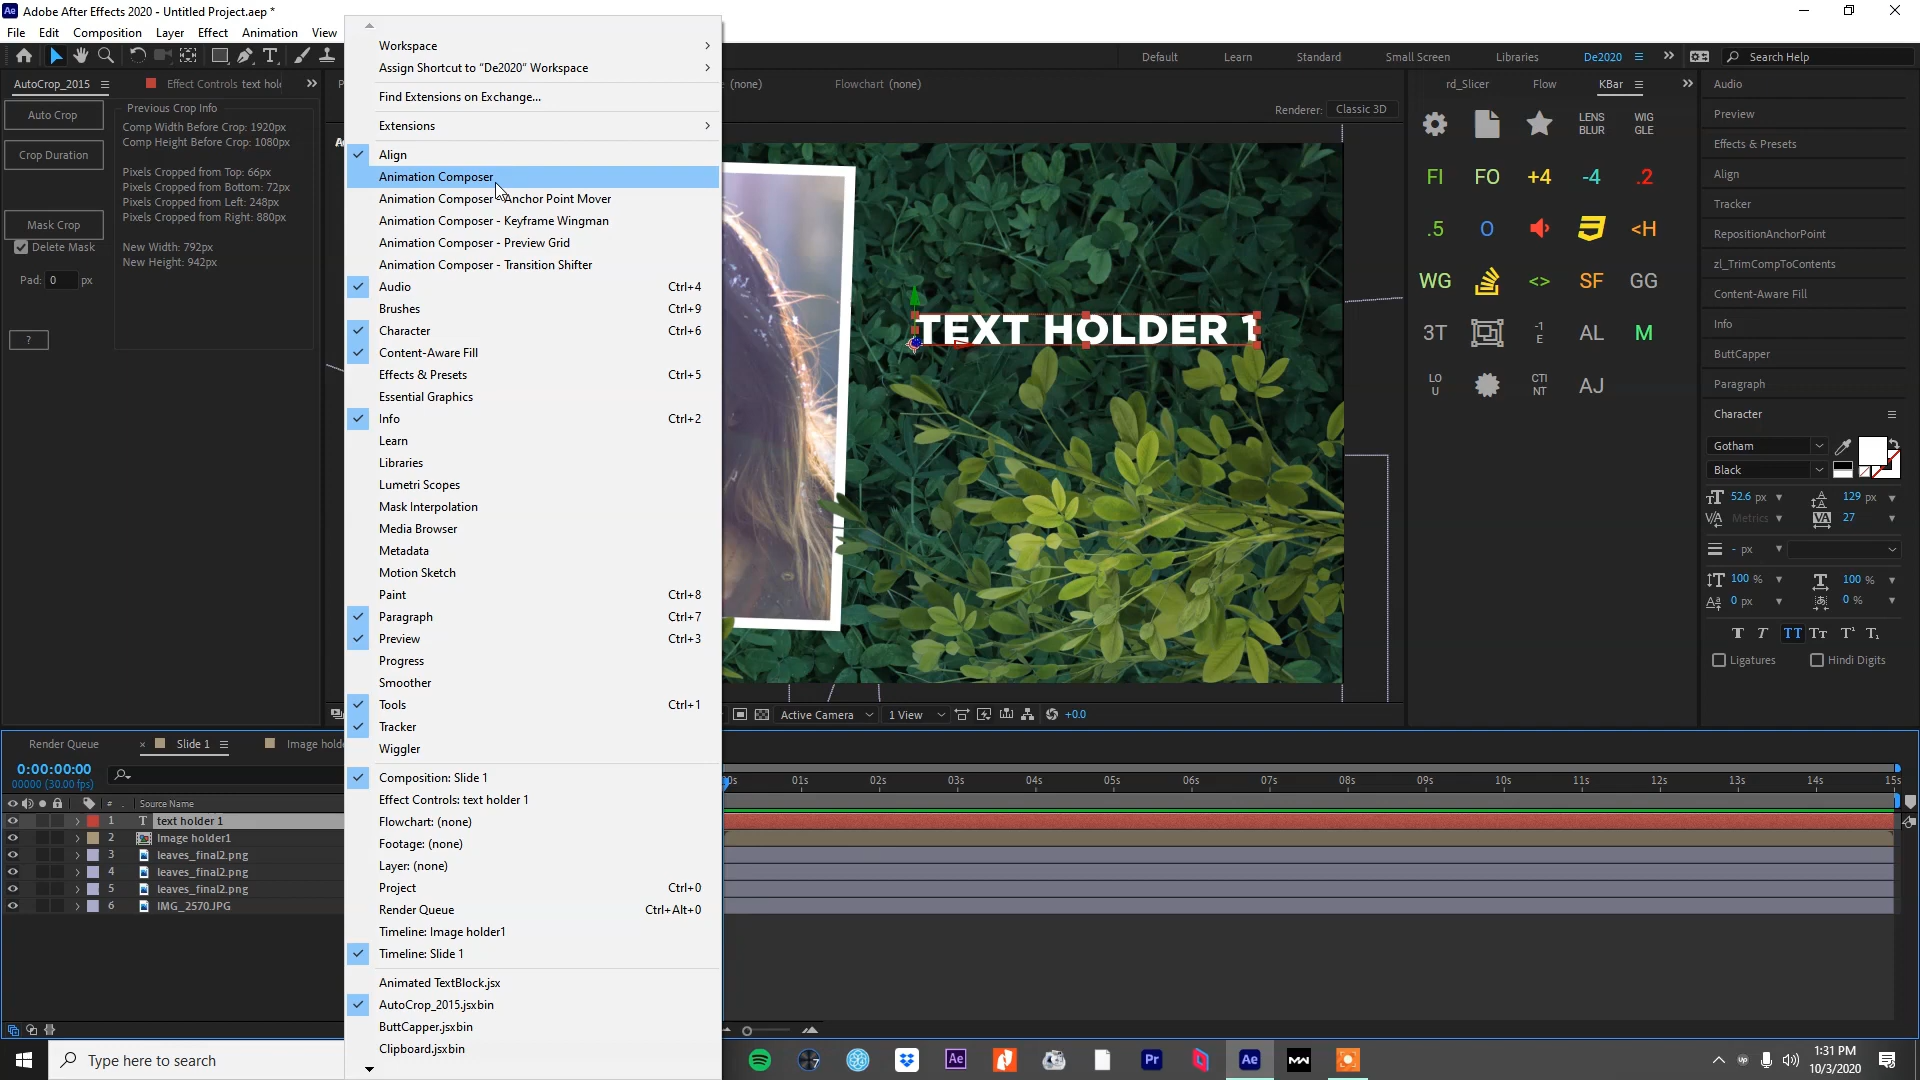 Adobe After Effects 2020 - Untitled Project.aep *
File Edit Composition Layer Effect Animation View
Default Learn Standard Small Screen Libraries De2020 Search Help
AutoCrop_2015
Effect Controls text hol
Auto Crop
Crop Duration
Mask Crop
Delete Mask
Pad: 0 px
?
Previous Crop Info
Comp Width Before Crop: 1920px
Comp Height Before Crop: 1080px
Pixels Cropped from Top: 66px
Pixels Cropped from Bottom: 72px
Pixels Cropped from Left: 248px
Pixels Cropped from Right: 880px
New Width: 792px
New Height: 942px
Workspace
Assign Shortcut to "De2020" Workspace
Find Extensions on Exchange...
Extensions
Align
Animation Composer
Animation Composer - Anchor Point Mover
Animation Composer - Keyframe Wingman
Animation Composer - Preview Grid
Animation Composer - Transition Shifter
Audio Ctrl+4
Brushes Ctrl+9
Character Ctrl+6
Content-Aware Fill
Effects & Presets Ctrl+5
Essential Graphics
Info Ctrl+2
Learn
Libraries
Lumetri Scopes
Mask Interpolation
Media Browser
Metadata
Motion Sketch
Paint Ctrl+8
Paragraph Ctrl+7
Preview Ctrl+3
Progress
Smoother
Tools Ctrl+1
Tracker
Wiggler
Composition: Slide 1
Effect Controls: text holder 1
Flowchart: (none)
Footage: (none)
Layer: (none)
Project Ctrl+0
Render Queue Ctrl+Alt+0
Timeline: Image holder1
Timeline: Slide 1
Animated TextBlock.jsx
AutoCrop_2015.jsxbin
ButtCapper.jsxbin
Clipboard.jsxbin
(none)
Flowchart (none)
Renderer: Classic 3D
TEXT HOLDER 1
Active Camera 1 View +0.0
rd_Slicer Flow KBar
LENS BLUR
WIG GLE
FI FO +4 -4 .2
.5 O <H
WG <> SF GG
3T -1 E AL M
LO U CTI NT AJ
Audio
Preview
Effects & Presets
Align
Tracker
RepositionAnchorPoint
zl_TrimCompToContents
Content-Aware Fill
Info
ButtCapper
Paragraph
Character
Gotham
Black
52.6 px 129 px
Metrics 27
- px
100 % 100 %
0 px 0 %
Ligatures Hindi Digits
Render Queue Slide 1 Image hold
0:00:00:00
00000 (30.00 fps)
# Source Name
1 text holder 1
2 Image holder1
3 leaves_final2.png
4 leaves_final2.png
5 leaves_final2.png
6 IMG_2570.JPG
01s 02s 03s 04s 05s 06s 07s 08s 09s 10s 11s 12s 13s 14s 15s
Type here to search
1:31 PM
10/3/2020